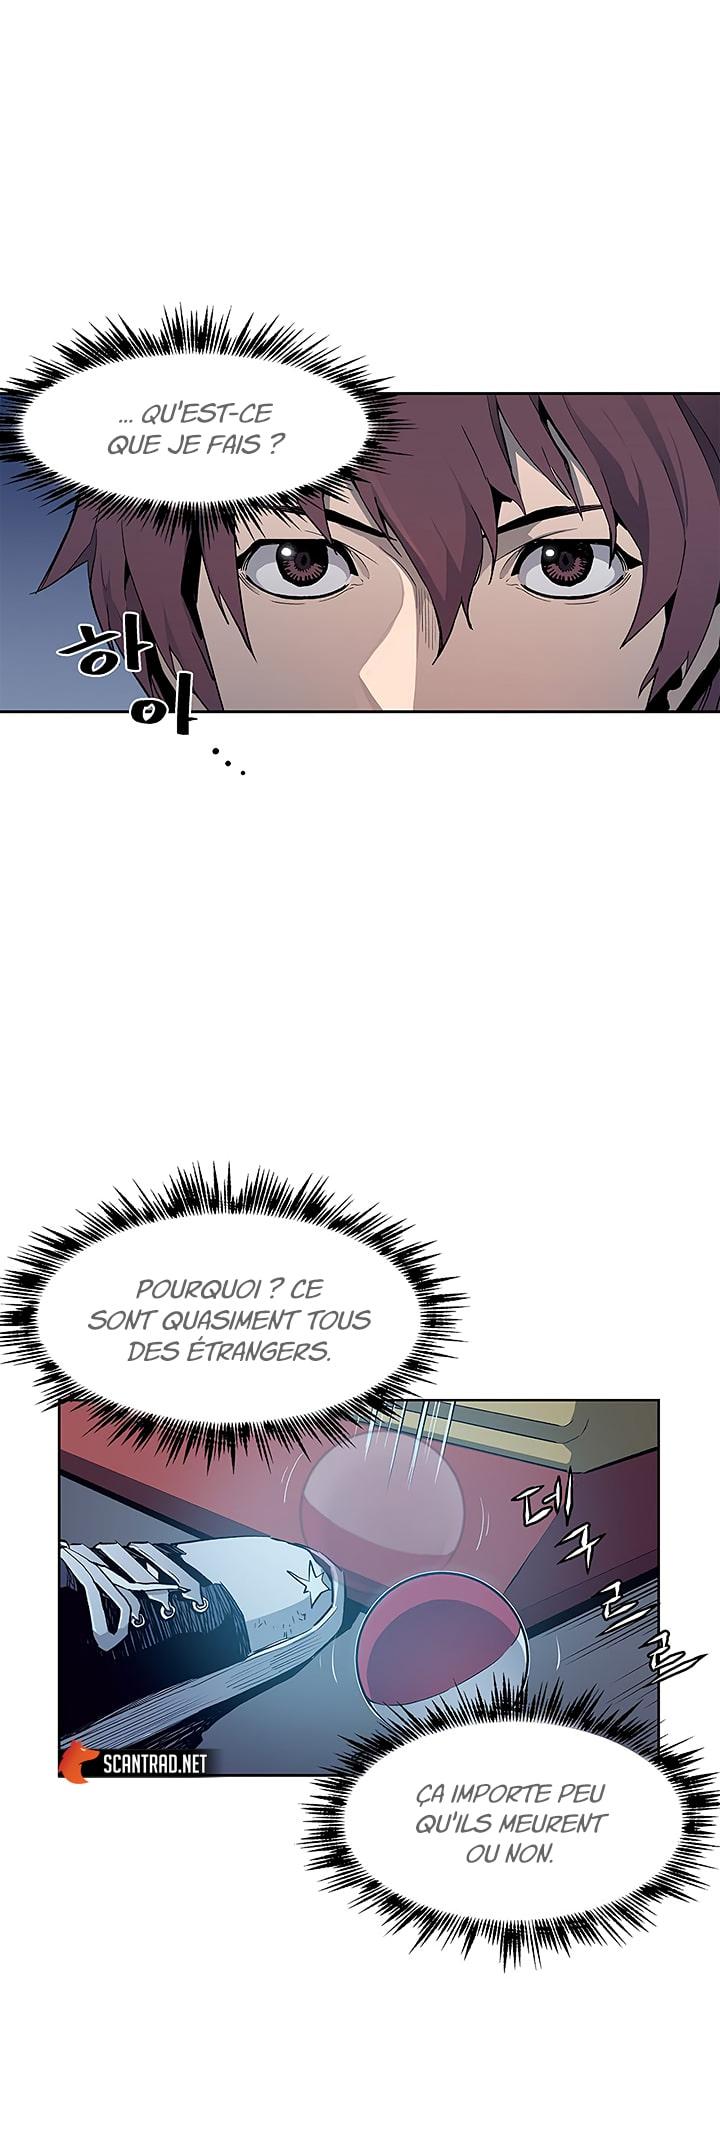 ... QU'EST-CE
QUE JE FAIS ?
하
아
...
POURQUOI ? CE
SONT QUASIMENT TOUS
DES ÉTRANGERS.
데
구
르
르
SCANTRAD.NET
ÇA IMPORTE PEU
QU'ILS MEURENT
OU NON.